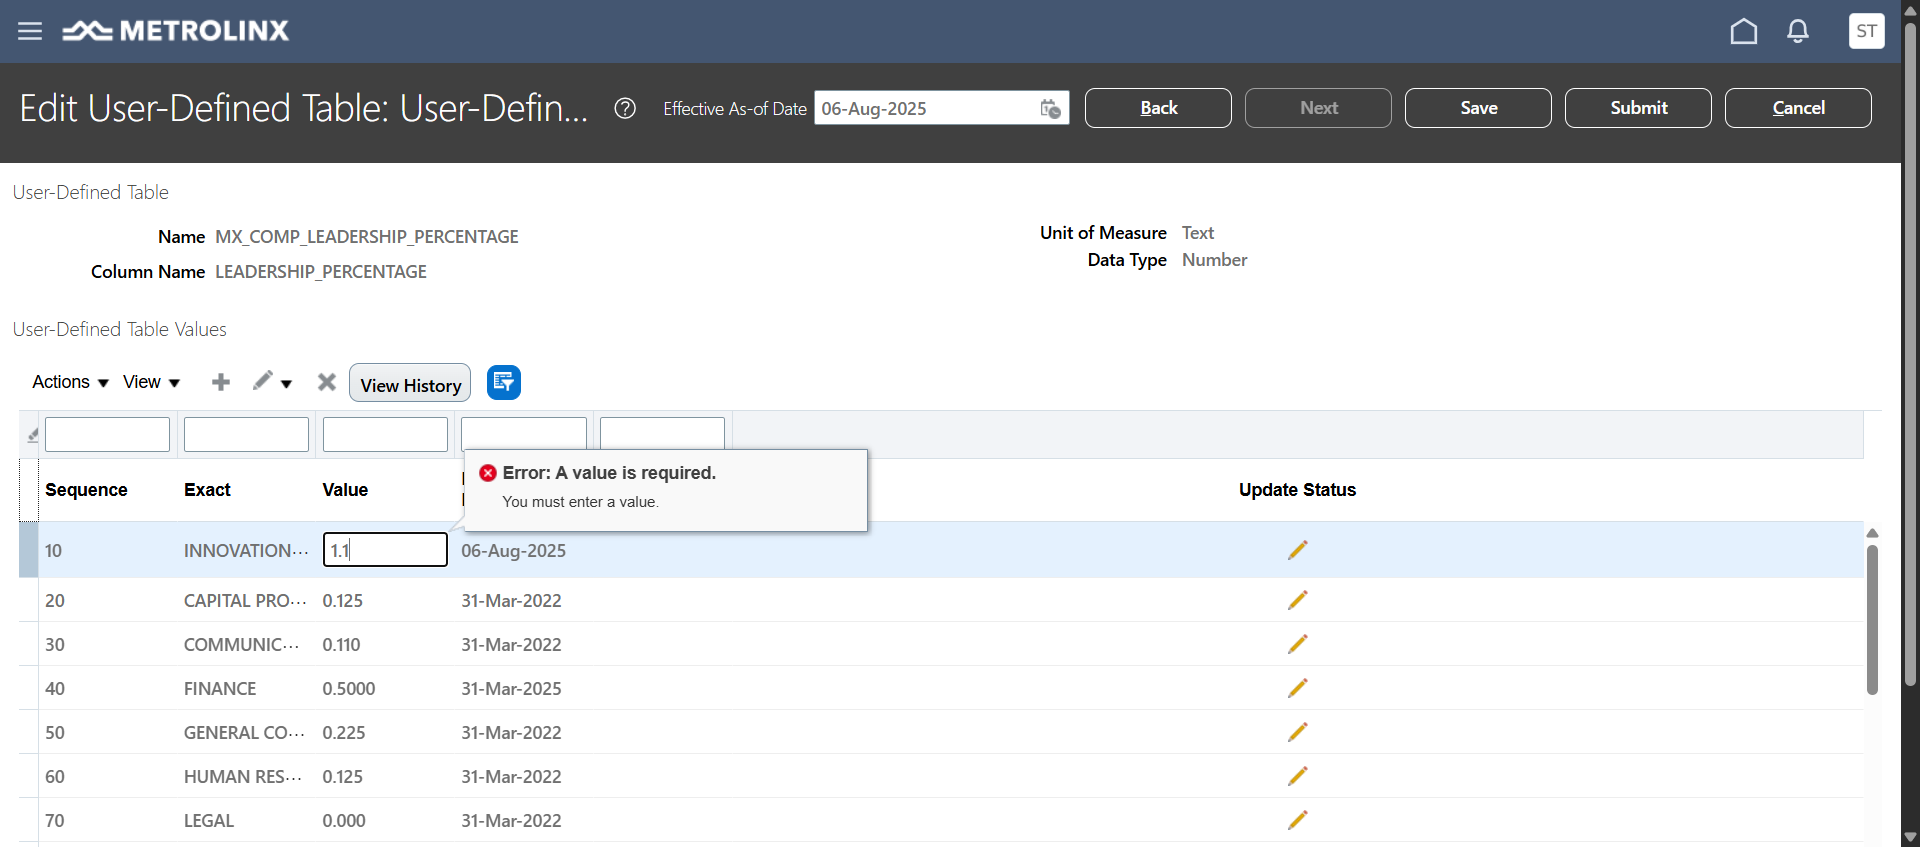 METROLINX
ST
Edit User-Defined Table: User-Defin...
Effective As-of Date 06-Aug-2025
Back
Next
Save
Submit
Cancel
User-Defined Table
Name MX_COMP_LEADERSHIP_PERCENTAGE
Column Name LEADERSHIP_PERCENTAGE
Unit of Measure Text
Data Type Number
User-Defined Table Values
Actions View View History
Error: A value is required.
You must enter a value.
Sequence Exact Value Update Status
10 INNOVATION... 1.1 06-Aug-2025
20 CAPITAL PRO... 0.125 31-Mar-2022
30 COMMUNIC... 0.110 31-Mar-2022
40 FINANCE 0.5000 31-Mar-2025
50 GENERAL CO... 0.225 31-Mar-2022
60 HUMAN RES... 0.125 31-Mar-2022
70 LEGAL 0.000 31-Mar-2022